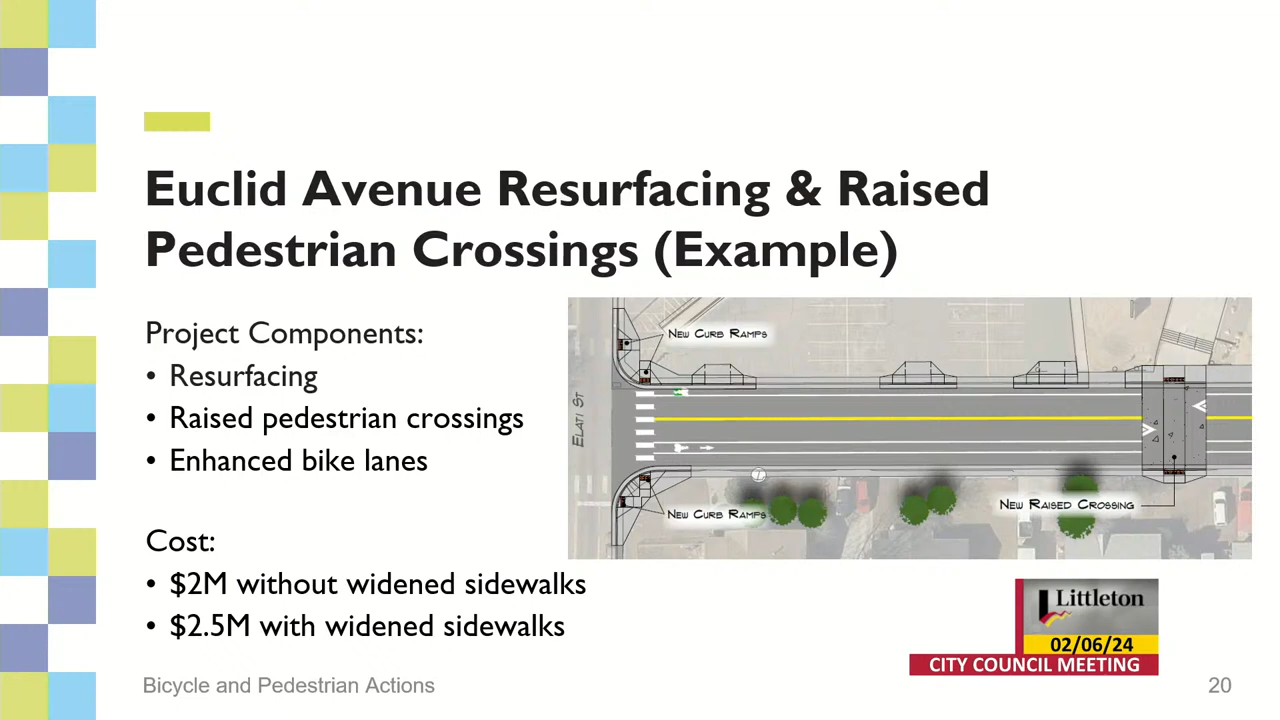 Euclid Avenue Resurfacing & Raised
Pedestrian Crossings (Example)
Project Components:
• Resurfacing
• Raised pedestrian crossings
• Enhanced bike lanes
Cost:
• $2M without widened sidewalks
• $2.5M with widened sidewalks
New Curb Ramps
Elati St
New Curb Ramps
New Raised Crossing
Littleton
02/06/24
CITY COUNCIL MEETING
Bicycle and Pedestrian Actions
20